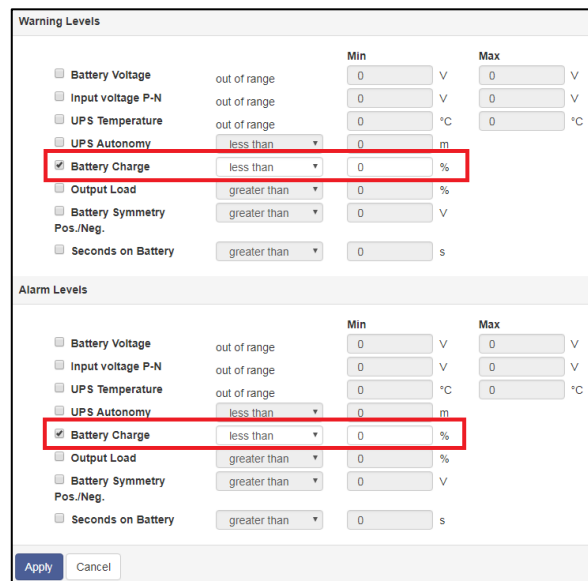 Warning Levels
Min Max
Battery Voltage out of range 0 V 0 V
Input voltage P-N out of range 0 V 0 V
UPS Temperature out of range 0 °C 0 °C
UPS Autonomy less than 0 m
Battery Charge less than 0 %
Output Load greater than 0 %
Battery Symmetry greater than 0 V
Pos./Neg.
Seconds on Battery greater than 0 s
Alarm Levels
Min Max
Battery Voltage out of range 0 V 0 V
Input voltage P-N out of range 0 V 0 V
UPS Temperature out of range 0 °C 0 °C
UPS Autonomy less than 0 m
Battery Charge less than 0 %
Output Load greater than 0 %
Battery Symmetry greater than 0 V
Pos./Neg.
Seconds on Battery greater than 0 s
Apply Cancel